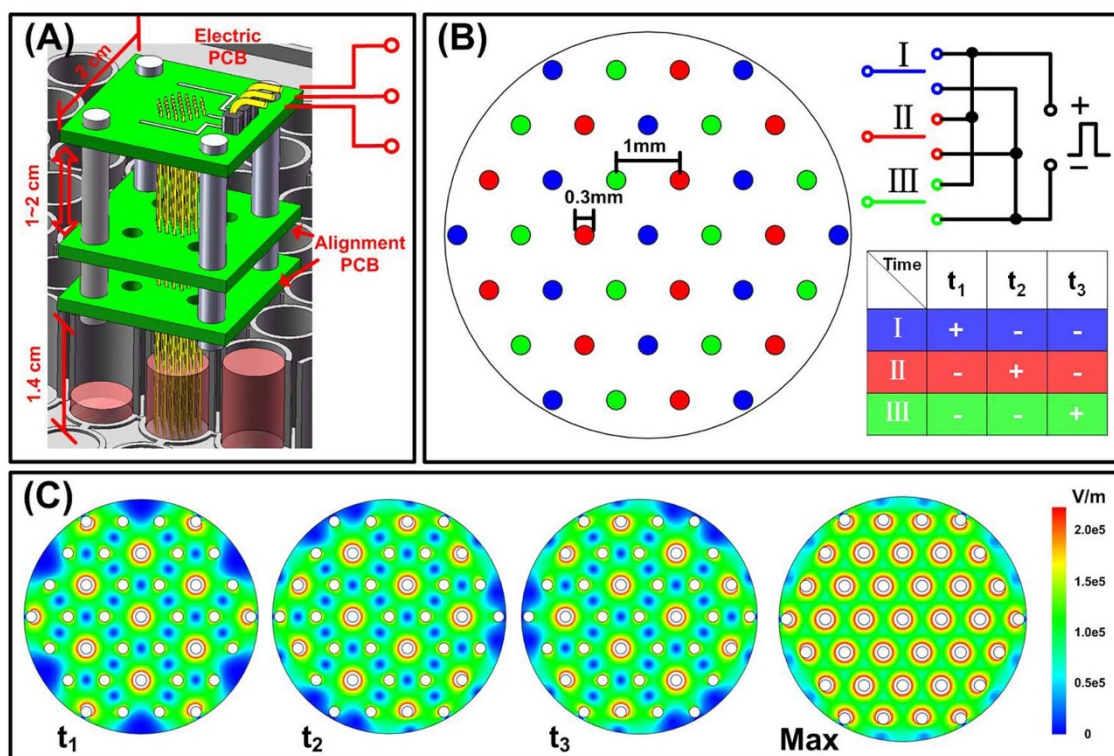 (A)
Electric
PCB
2 cm
1~2 cm
Alignment
PCB
1.4 cm
(B)
1mm
0.3mm
I
II
III
+
−
Time
t1
t2
t3
I
+
-
-
II
-
+
-
III
-
-
+
(C)
V/m
2.0e5
1.5e5
1.0e5
0.5e5
0
t1
t2
t3
Max